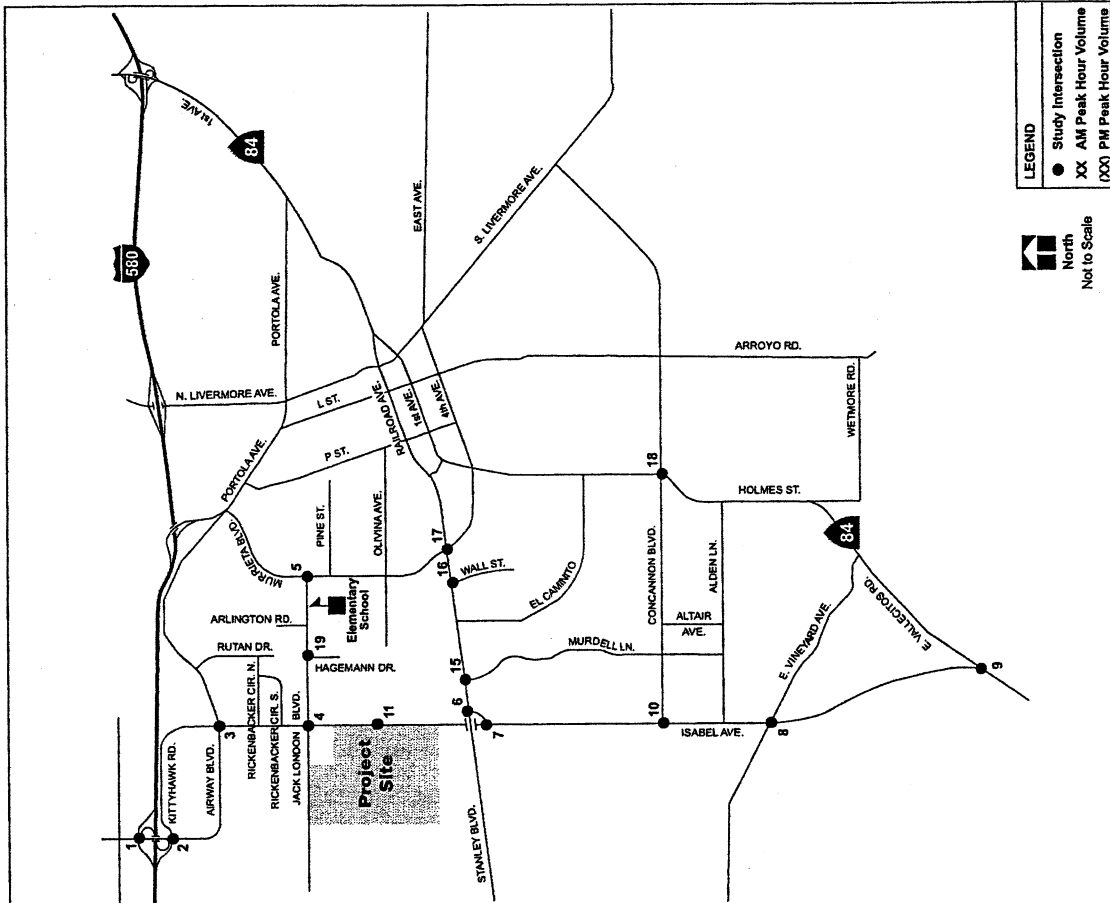 1st AVE.
84
580
EAST AVE.
S. LIVERMORE AVE.
PORTOLA AVE.
N. LIVERMORE AVE.
L ST.
RAILROAD AVE.
1st AVE.
4th AVE.
ARROYO RD.
WETMORE RD.
PORTOLA AVE.
P ST.
PINE ST.
OLIVINA AVE.
MURRIETA BLVD.
18
HOLMES ST.
17
16
WALL ST.
5
84
ARLINGTON RD.
Elementary
School
EL CAMINITO
CONCANNON BLVD.
ALDEN LN.
ALTAIR
AVE.
RUTAN DR.
19
HAGEMANN DR.
MURDELL LN.
E. VINEYARD AVE.
E. VALLECITOS RD.
15
RICKENBACKER CIR. N.
RICKENBACKER CIR. S.
6
9
3
4
11
7
10
ISABEL AVE.
8
KITTYHAWK RD.
AIRWAY BLVD.
JACK LONDON BLVD.
Project
Site
1
2
STANLEY BLVD.
North
Not to Scale
LEGEND
Study Intersection
XX AM Peak Hour Volume
(XX) PM Peak Hour Volume